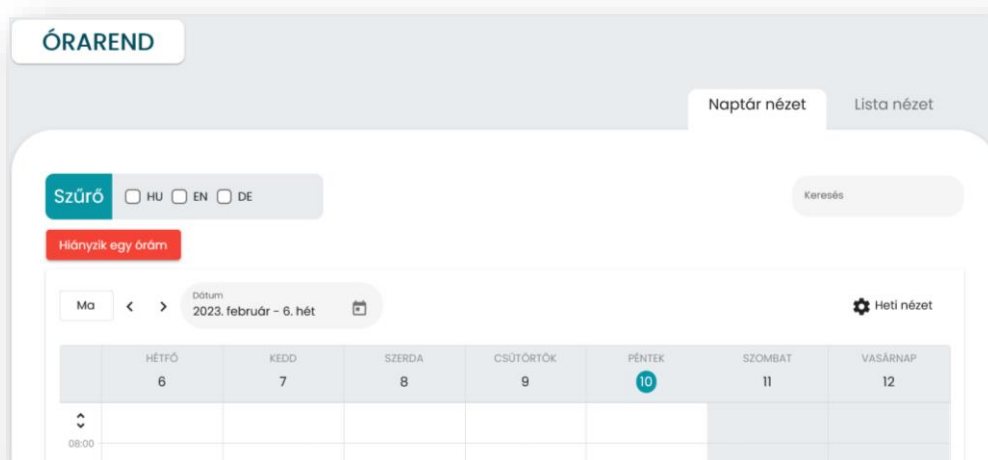 ÓRAREND
Naptár nézet Lista nézet
Szűrő HU EN DE
Keresés
Hiányzik egy órám
Ma
Dátum
2023. február - 6. hét
Heti nézet
HÉTFŐ KEDD SZERDA CSÜTÖRTÖK PÉNTEK SZOMBAT VASÁRNAP
6 7 8 9 10 11 12
08:00